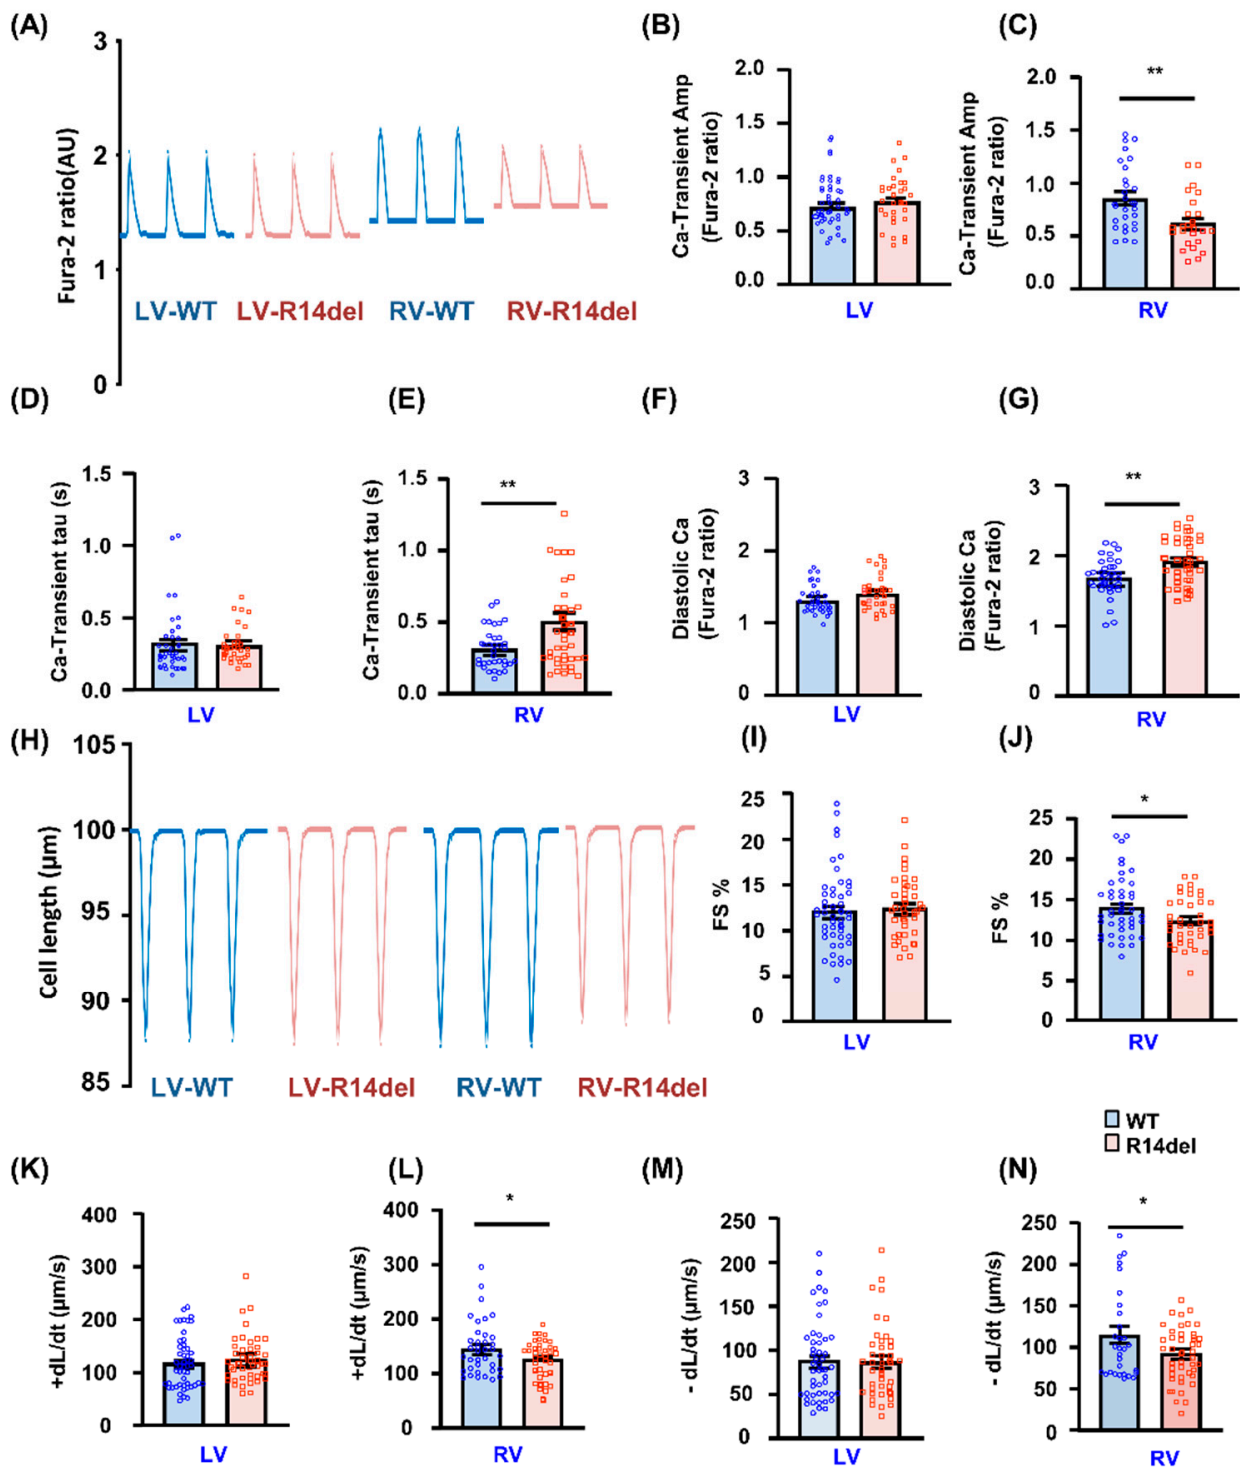 (A)
3
2
1
0
Fura-2 ratio(AU)
LV-WT
LV-R14del
RV-WT
RV-R14del
(B)
Ca-Transient Amp
(Fura-2 ratio)
2.0
1.5
1.0
0.5
0.0
LV
(C)
Ca-Transient Amp
(Fura-2 ratio)
2.0
1.5
1.0
0.5
0.0
**
RV
(D)
Ca-Transient tau (s)
1.5
1.0
0.5
0.0
LV
(E)
Ca-Transient tau (s)
1.5
1.0
0.5
0.0
**
RV
(F)
Diastolic Ca
(Fura-2 ratio)
3
2
1
0
LV
(G)
Diastolic Ca
(Fura-2 ratio)
3
2
1
0
**
RV
(H)
Cell length (µm)
105
100
95
90
85
LV-WT
LV-R14del
RV-WT
RV-R14del
(I)
FS %
25
20
15
10
5
0
LV
(J)
FS %
25
20
15
10
5
0
*
RV
WT
R14del
(K)
+dL/dt (µm/s)
400
300
200
100
0
LV
(L)
+dL/dt (µm/s)
400
300
200
100
0
*
RV
(M)
- dL/dt (µm/s)
250
200
150
100
50
0
LV
(N)
- dL/dt (µm/s)
250
200
150
100
50
0
*
RV